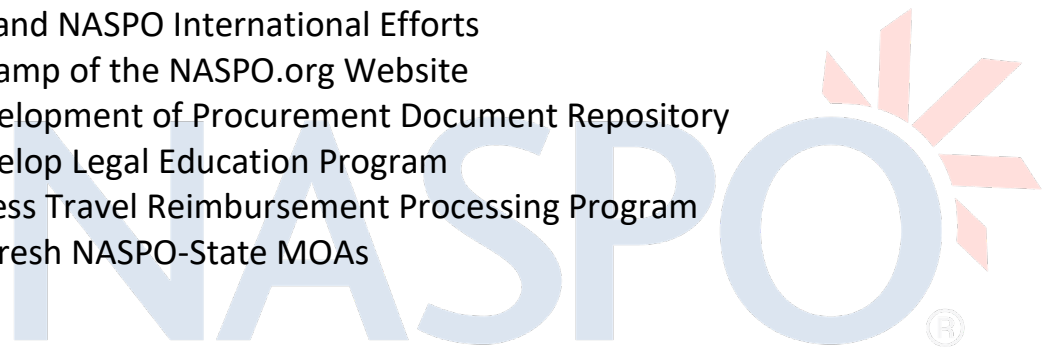 and NASPO International Efforts
amp of the NASPO.org Website
elopment of Procurement Document Repository
elop Legal Education Program
ess Travel Reimbursement Processing Program
resh NASPO-State MOAs
NASPO®